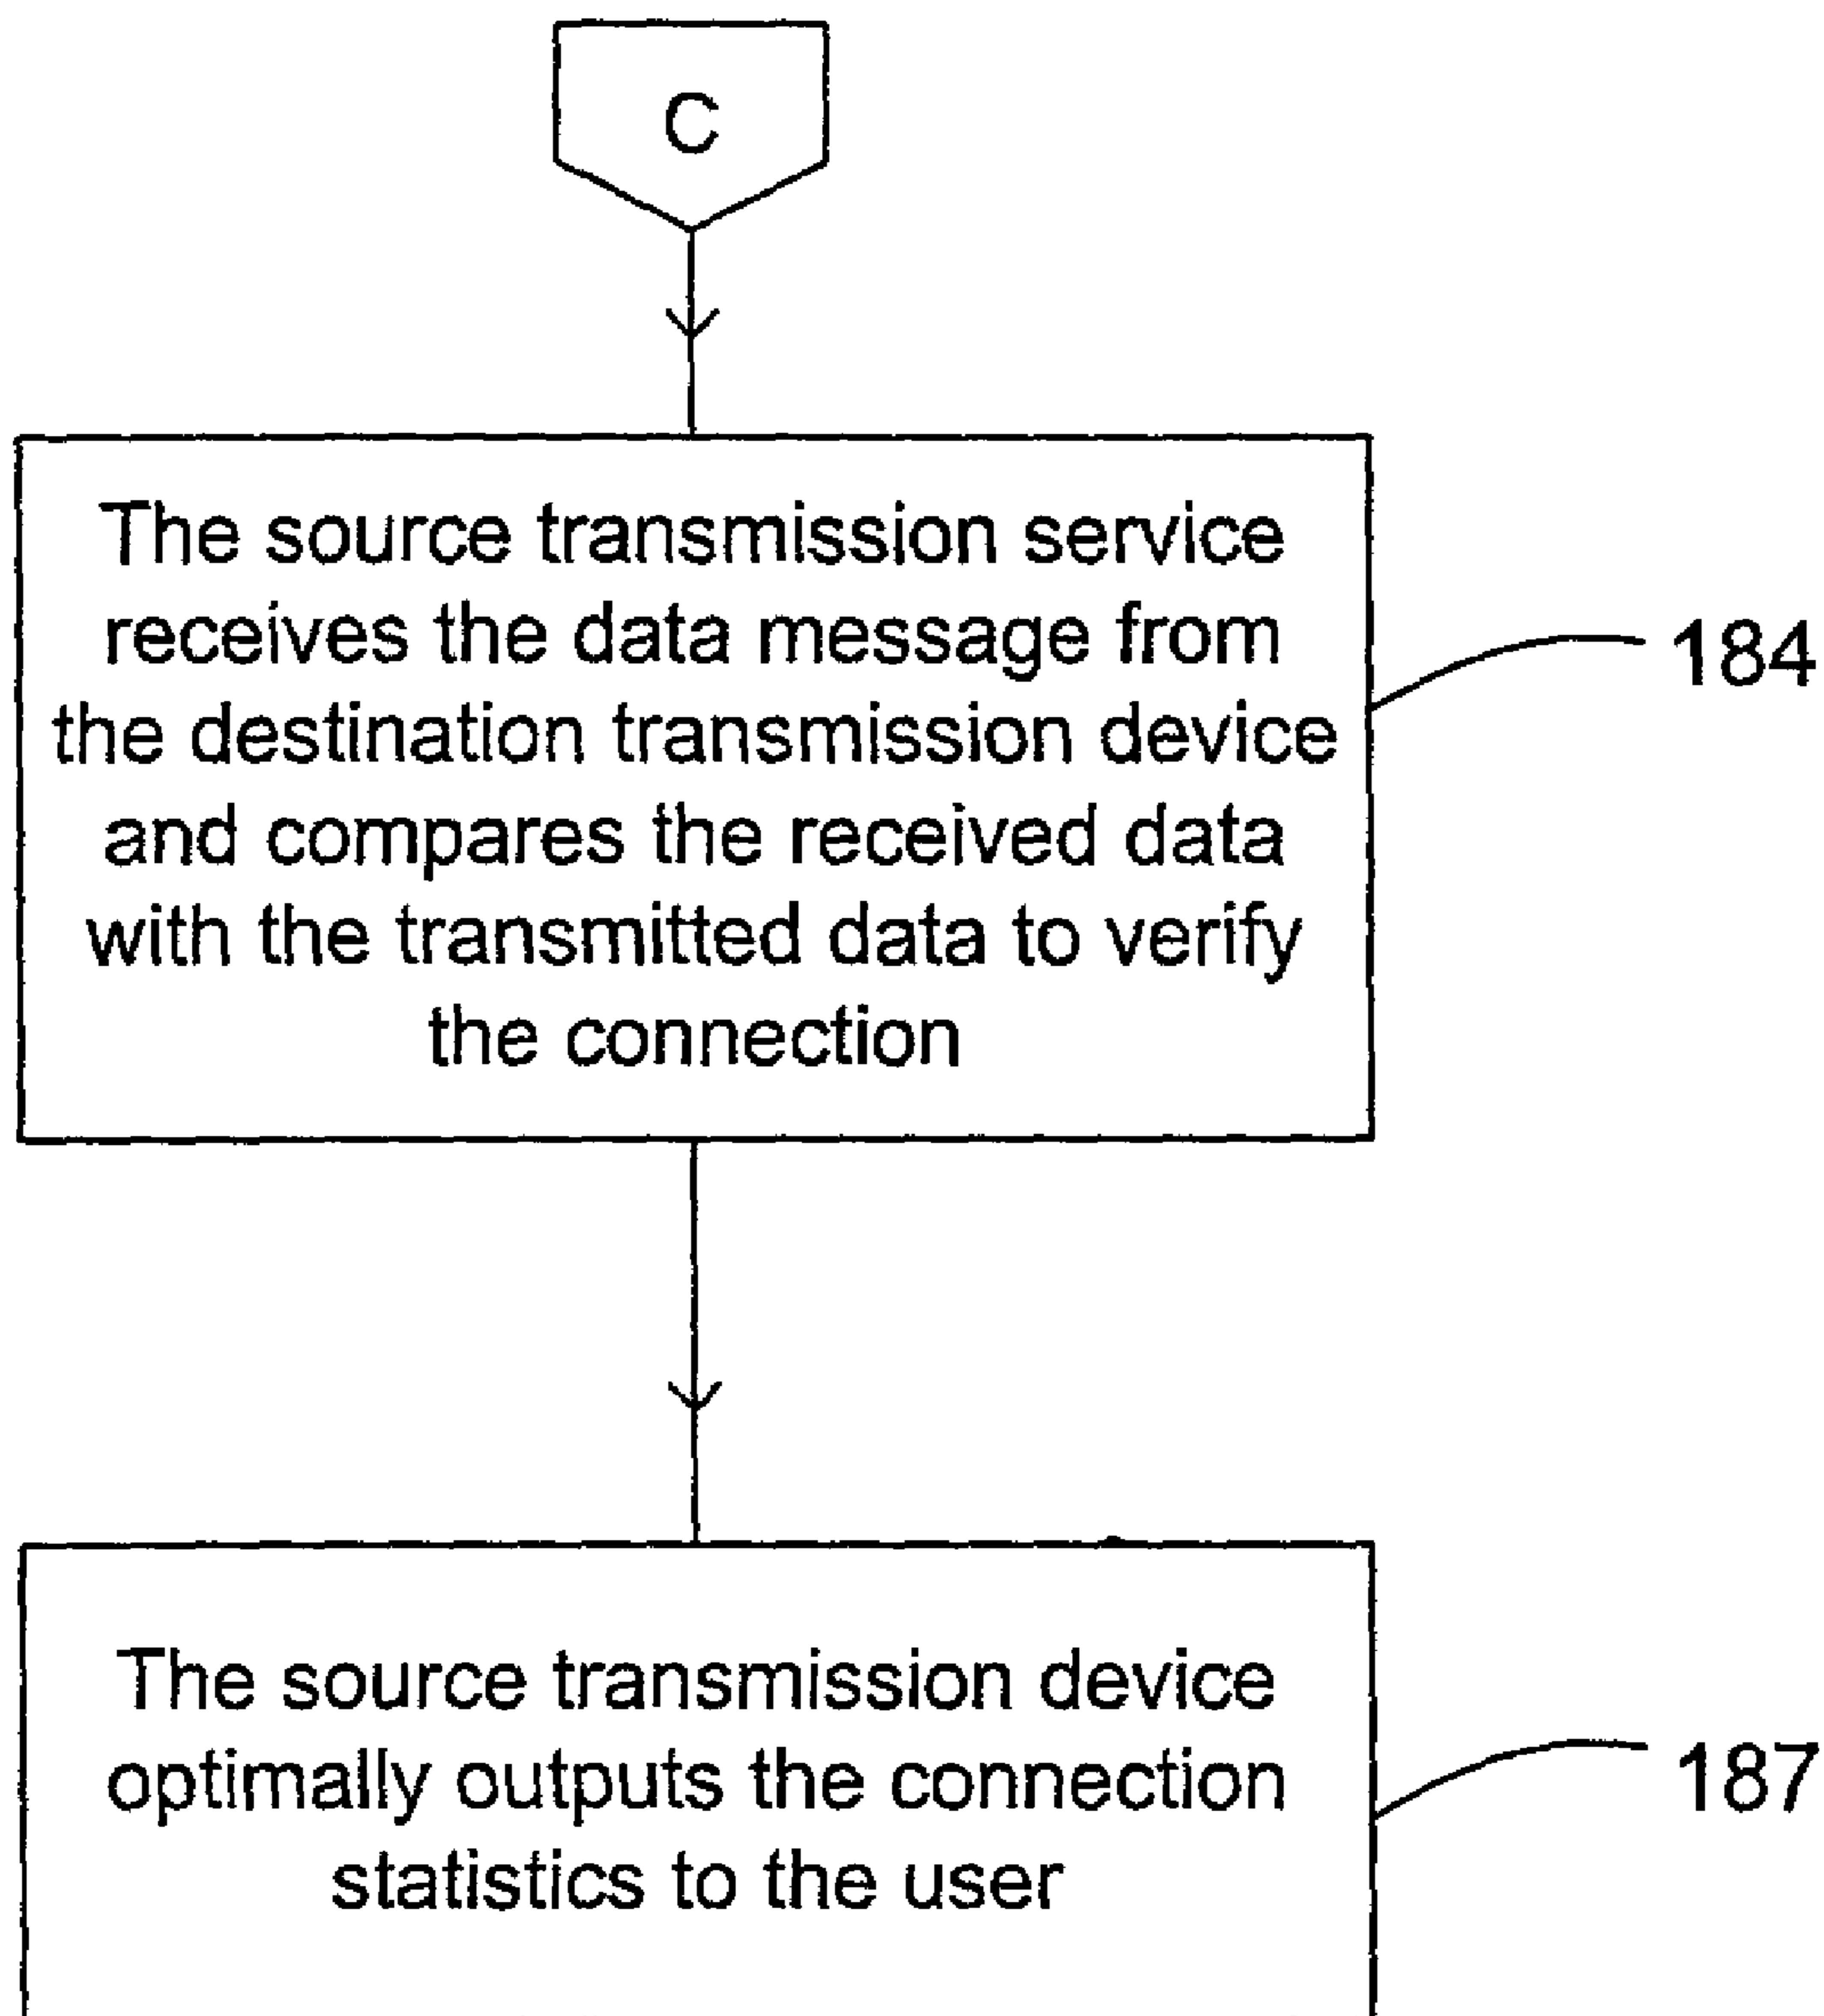 C
The source transmission service
receives the data message from
the destination transmission device
and compares the received data
with the transmitted data to verify
the connection
184
The source transmission device
optimally outputs the connection
statistics to the user
187